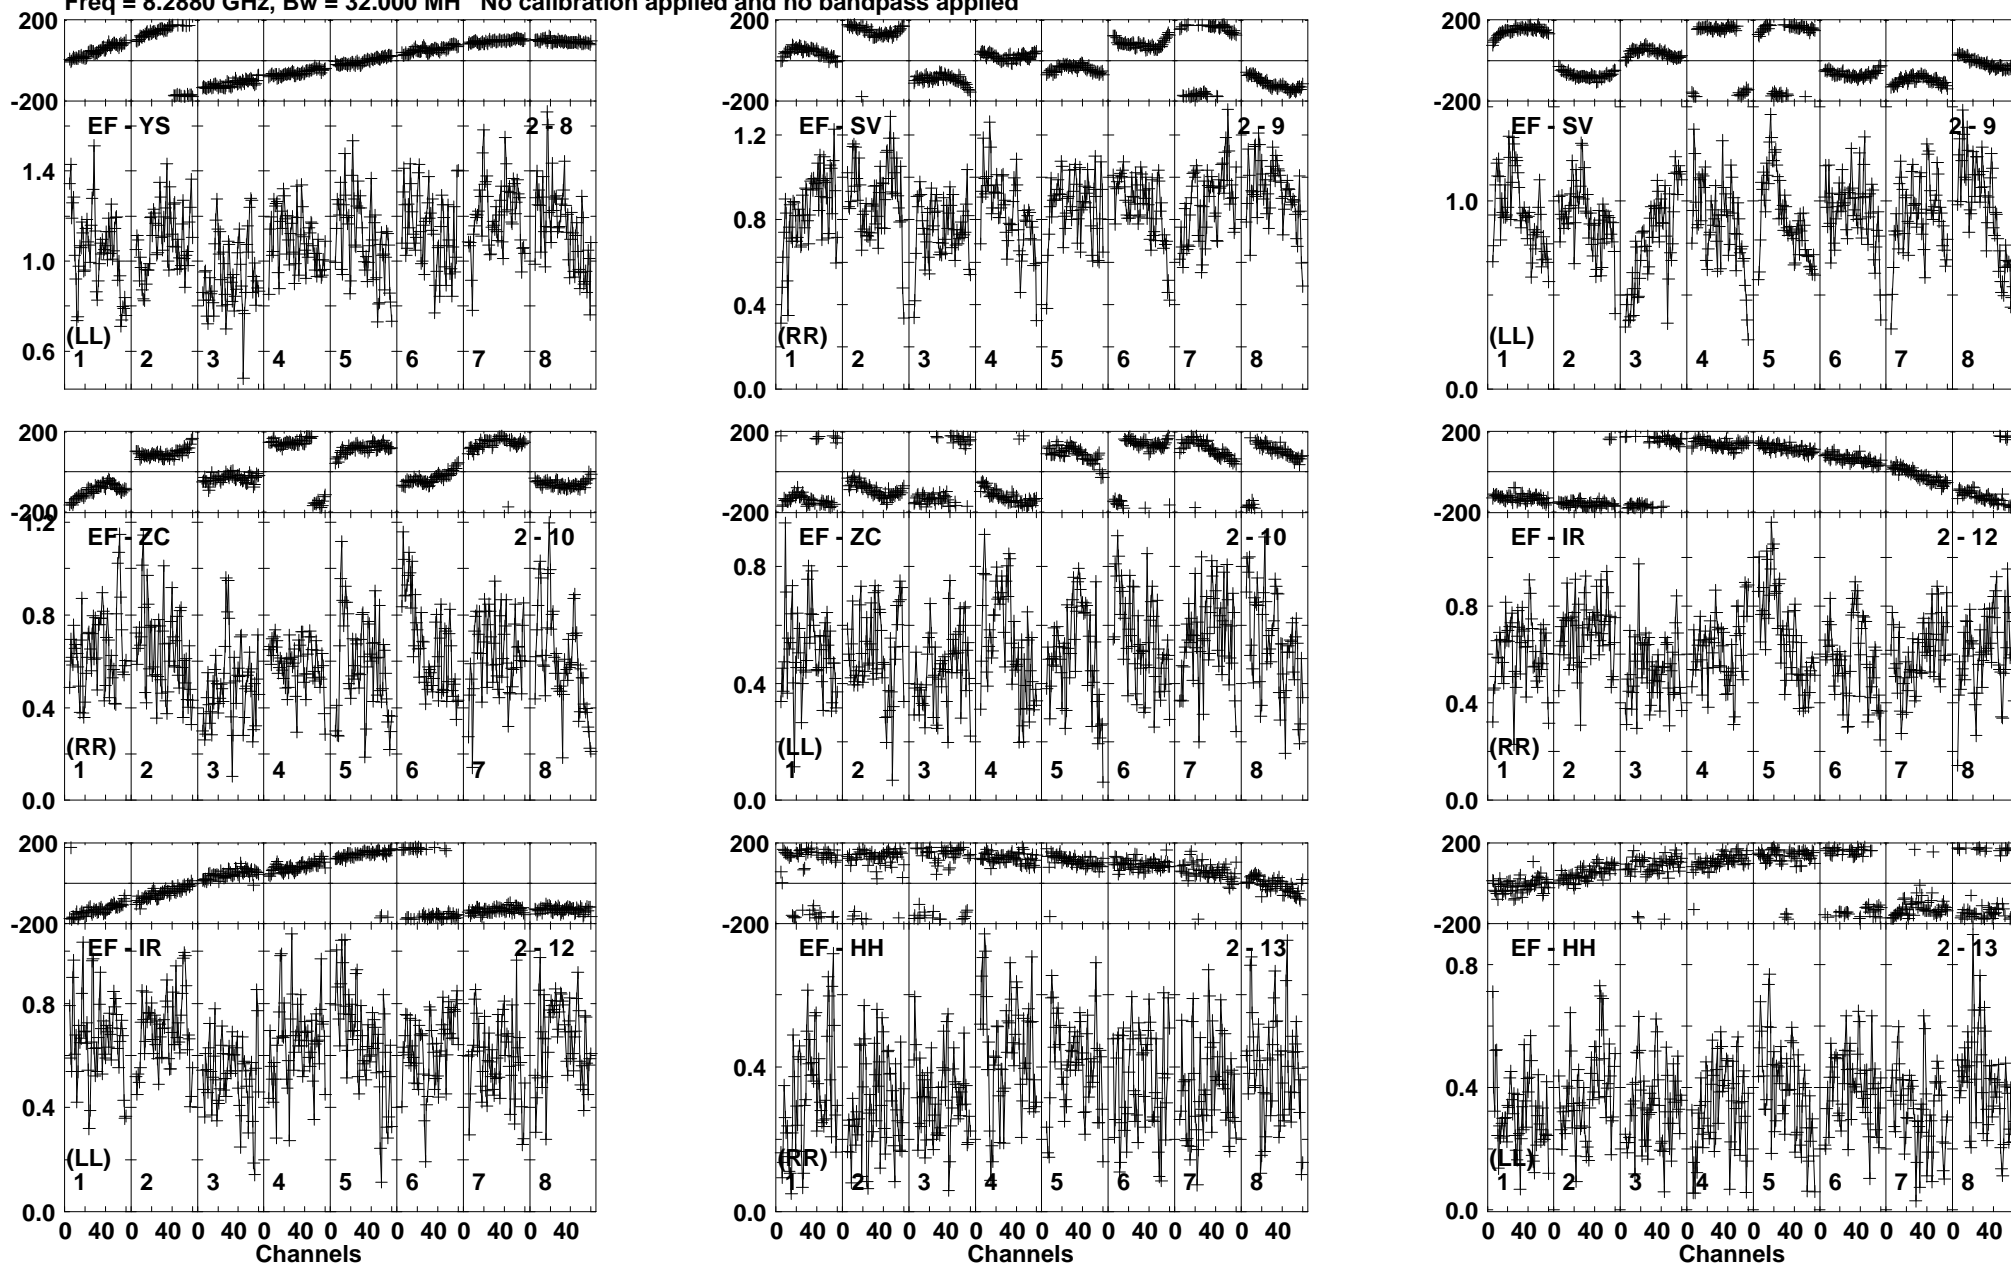 Freq = 8.2880 GHz, Bw = 32.000 MH No calibration applied and no bandpass applied
200 200 200
-200 -200 -200
EF - YS 2 - 8 EF - SV 2 - 9 EF - SV 2 - 9
1.4 1.2
1.0 0.8 1.0
0.6 0.4
(LL) (RR) (LL)
1 2 3 4 5 6 7 8 1 2 3 4 5 6 7 8 1 2 3 4 5 6 7 8
0.0 0.0
200 200 200
-200 -200 -200
1.2
EF - ZC 2 - 10 EF - ZC 2 - 10 EF - IR 2 - 12
0.8 0.8 0.8
0.4 0.4 0.4
(RR) (LL) (RR)
1 2 3 4 5 6 7 8 1 2 3 4 5 6 7 8 1 2 3 4 5 6 7 8
0.0 0.0 0.0
200 200 200
-200 -200 -200
EF - IR 2 - 12 EF - HH 2 - 13 EF - HH 2 - 13
0.8 0.8
0.4 0.4 0.4
(LL) (RR) (LL)
1 2 3 4 5 6 7 8 1 2 3 4 5 6 7 8 1 2 3 4 5 6 7 8
0.0 0.0 0.0
0 40 0 40 0 40 0 40 0 40 0 40 0 40 0 40 0 40 0 40 0 40 0 40 0 40 0 40 0 40 0 40 0 40 0 40 0 40 0 40 0 40 0 40 0 40 0 40
Channels Channels Channels